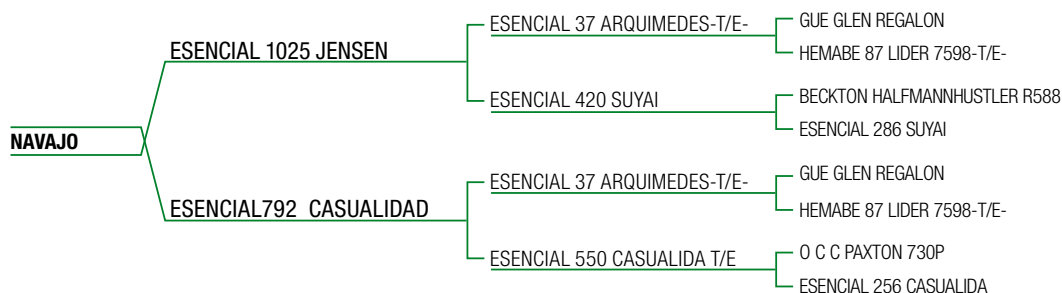 GUE GLEN REGALON
ESENCIAL 37 ARQUIMEDES-T/E-
ESENCIAL 1025 JENSEN
HEMABE 87 LIDER 7598-T/E-
BECKTON HALFMANNHUSTLER R588
ESENCIAL 420 SUYAI
ESENCIAL 286 SUYAI
NAVAJO
GUE GLEN REGALON
ESENCIAL 37 ARQUIMEDES-T/E-
ESENCIAL792 CASUALIDAD
HEMABE 87 LIDER 7598-T/E-
O C C PAXTON 730P
ESENCIAL 550 CASUALIDA T/E
ESENCIAL 256 CASUALIDA